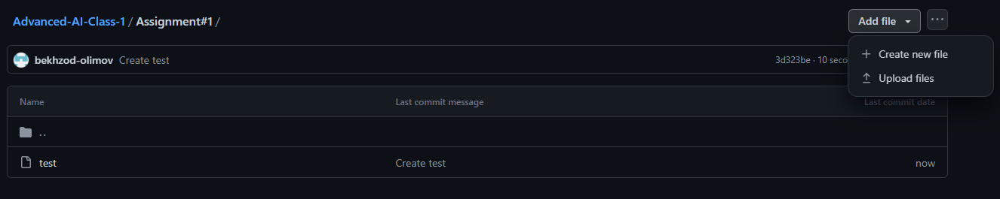 Advanced-AI-Class-1 / Assignment#1 /
Add file
···
bekhzod-olimov Create test
3d323be · 10 seco
Create new file
Upload files
Name Last commit message Last commit date
..
test Create test now